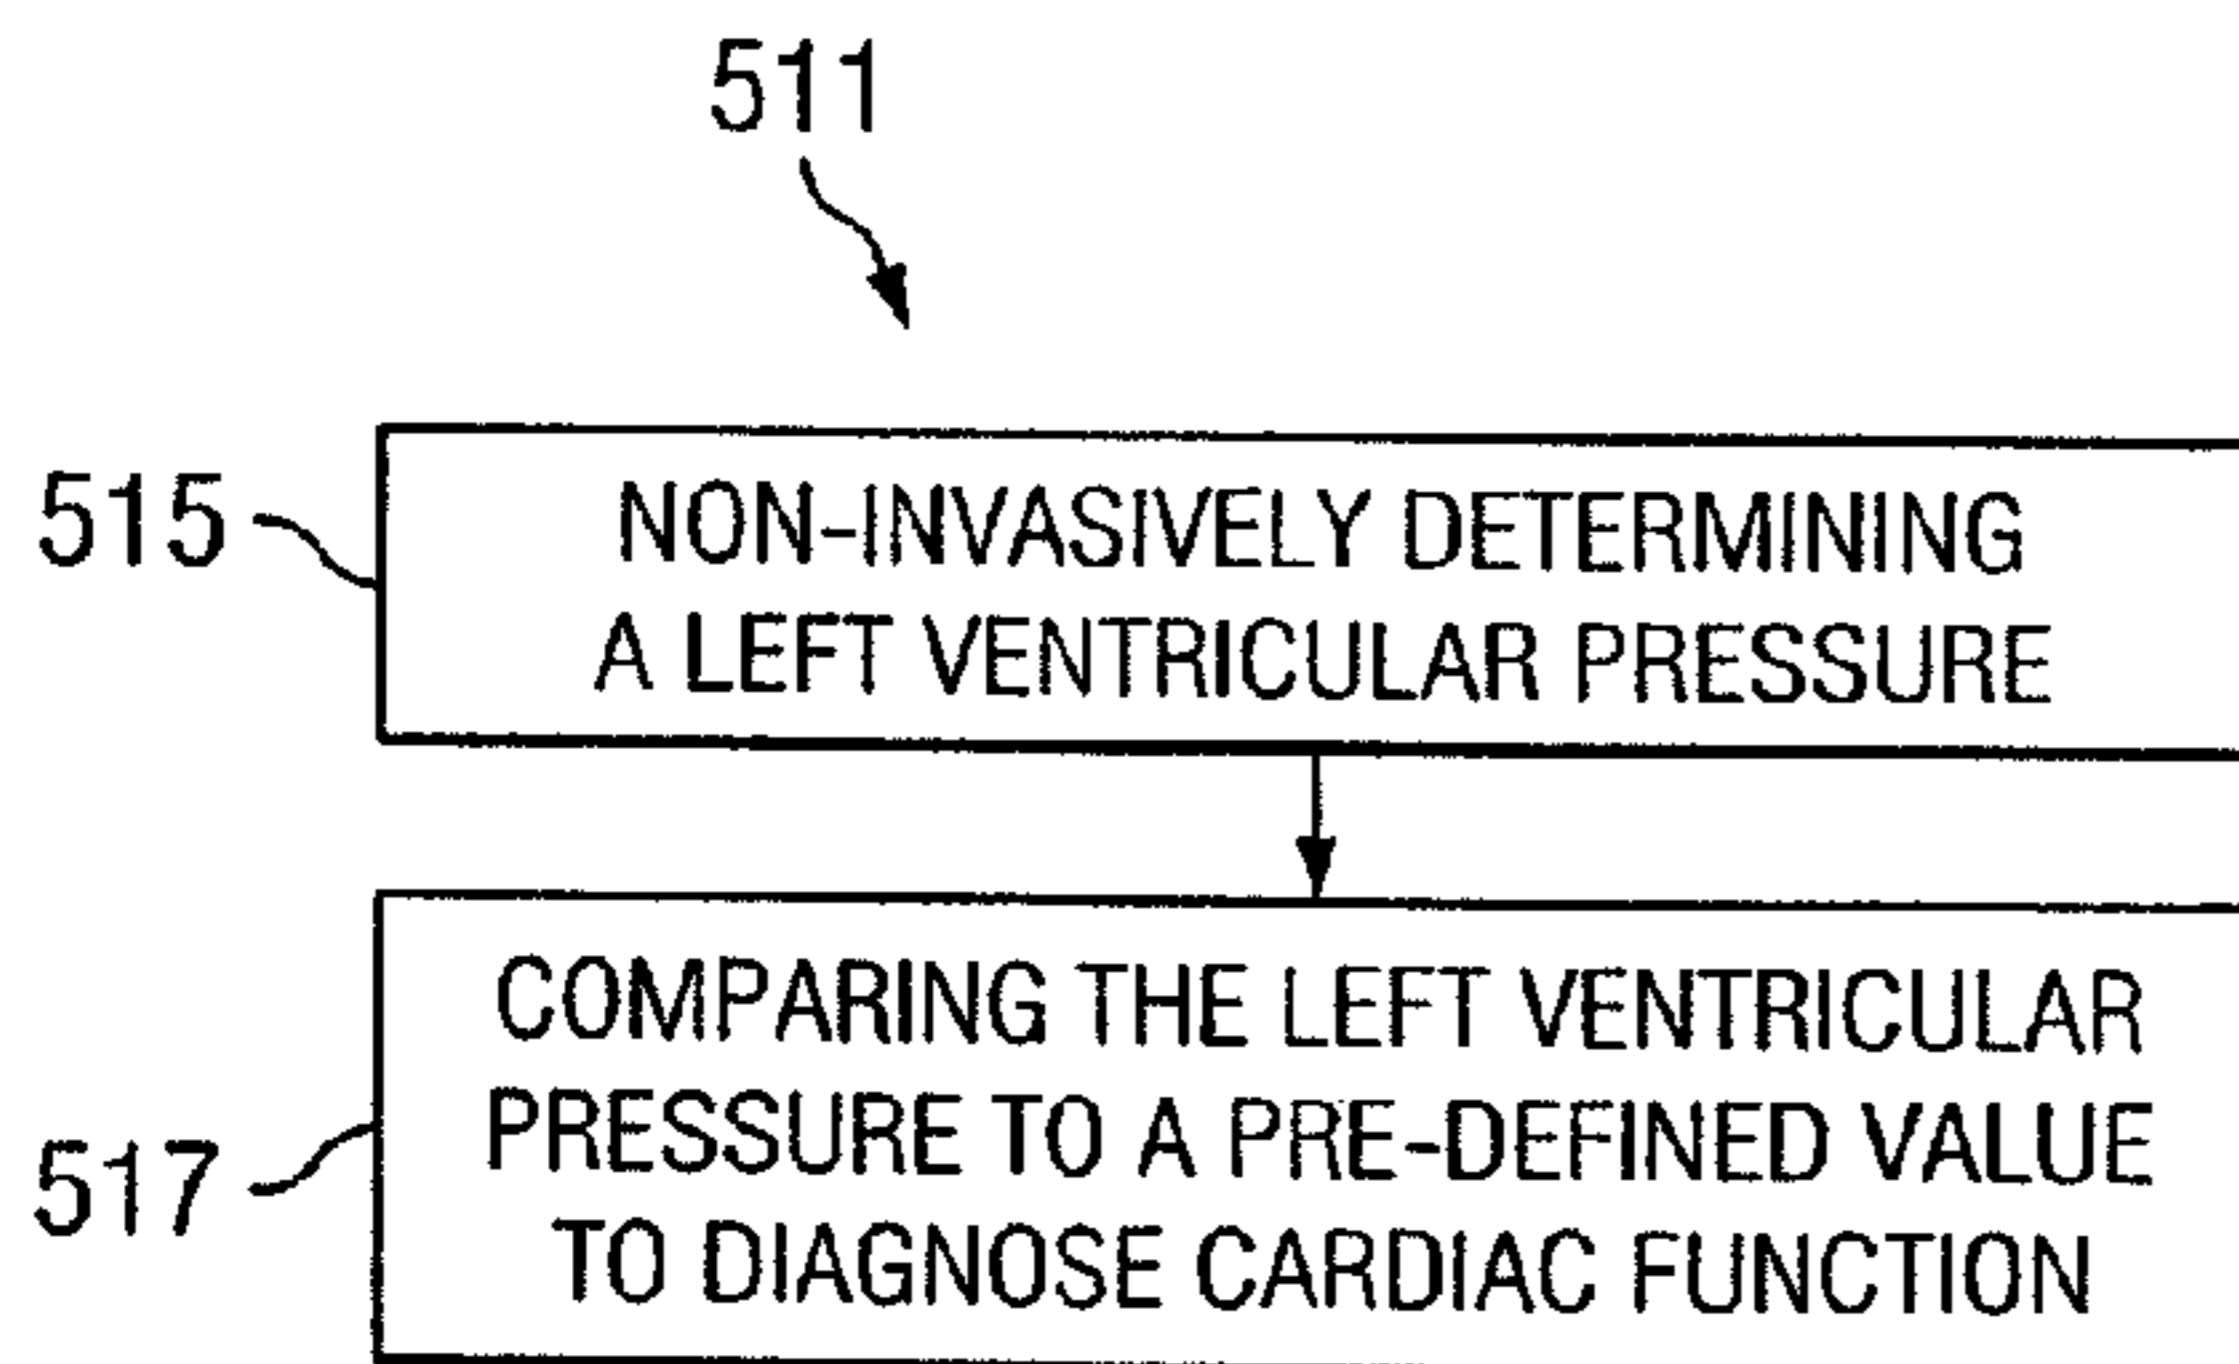 511
515
NON-INVASIVELY DETERMINING
A LEFT VENTRICULAR PRESSURE
517
COMPARING THE LEFT VENTRICULAR
PRESSURE TO A PRE-DEFINED VALUE
TO DIAGNOSE CARDIAC FUNCTION